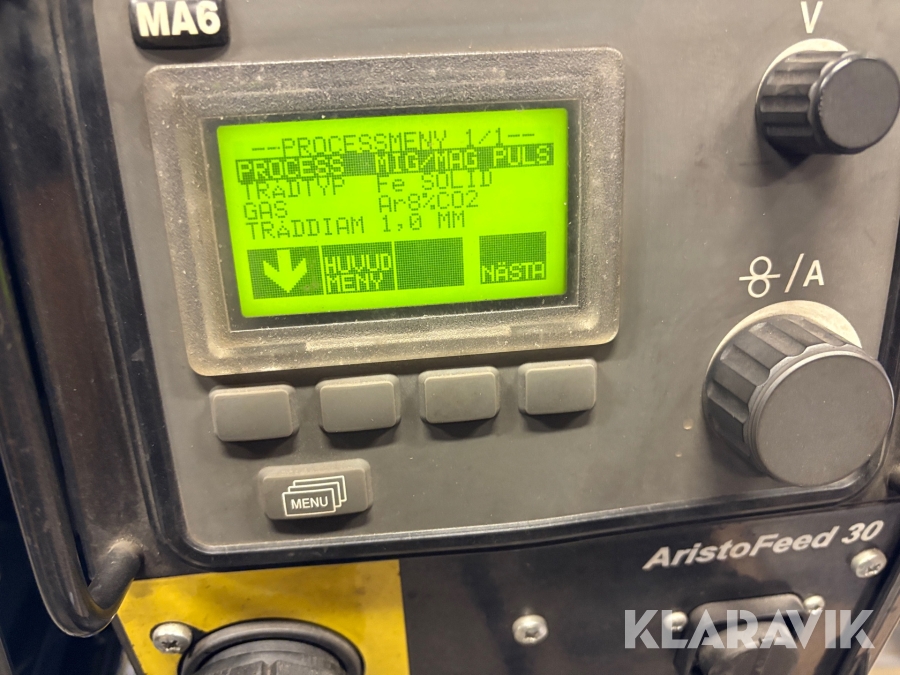 MA6
V
--PROCESSMENY 1/1--
PROCESS MIG/MAG PULS
TRÅDTYP Fe SOLID
GAS Ar8%CO2
TRÅDDIAM 1,0 MM
HUVUD
MENY
NÄSTA
/A
MENU
AristoFeed 30
KLARAVIK